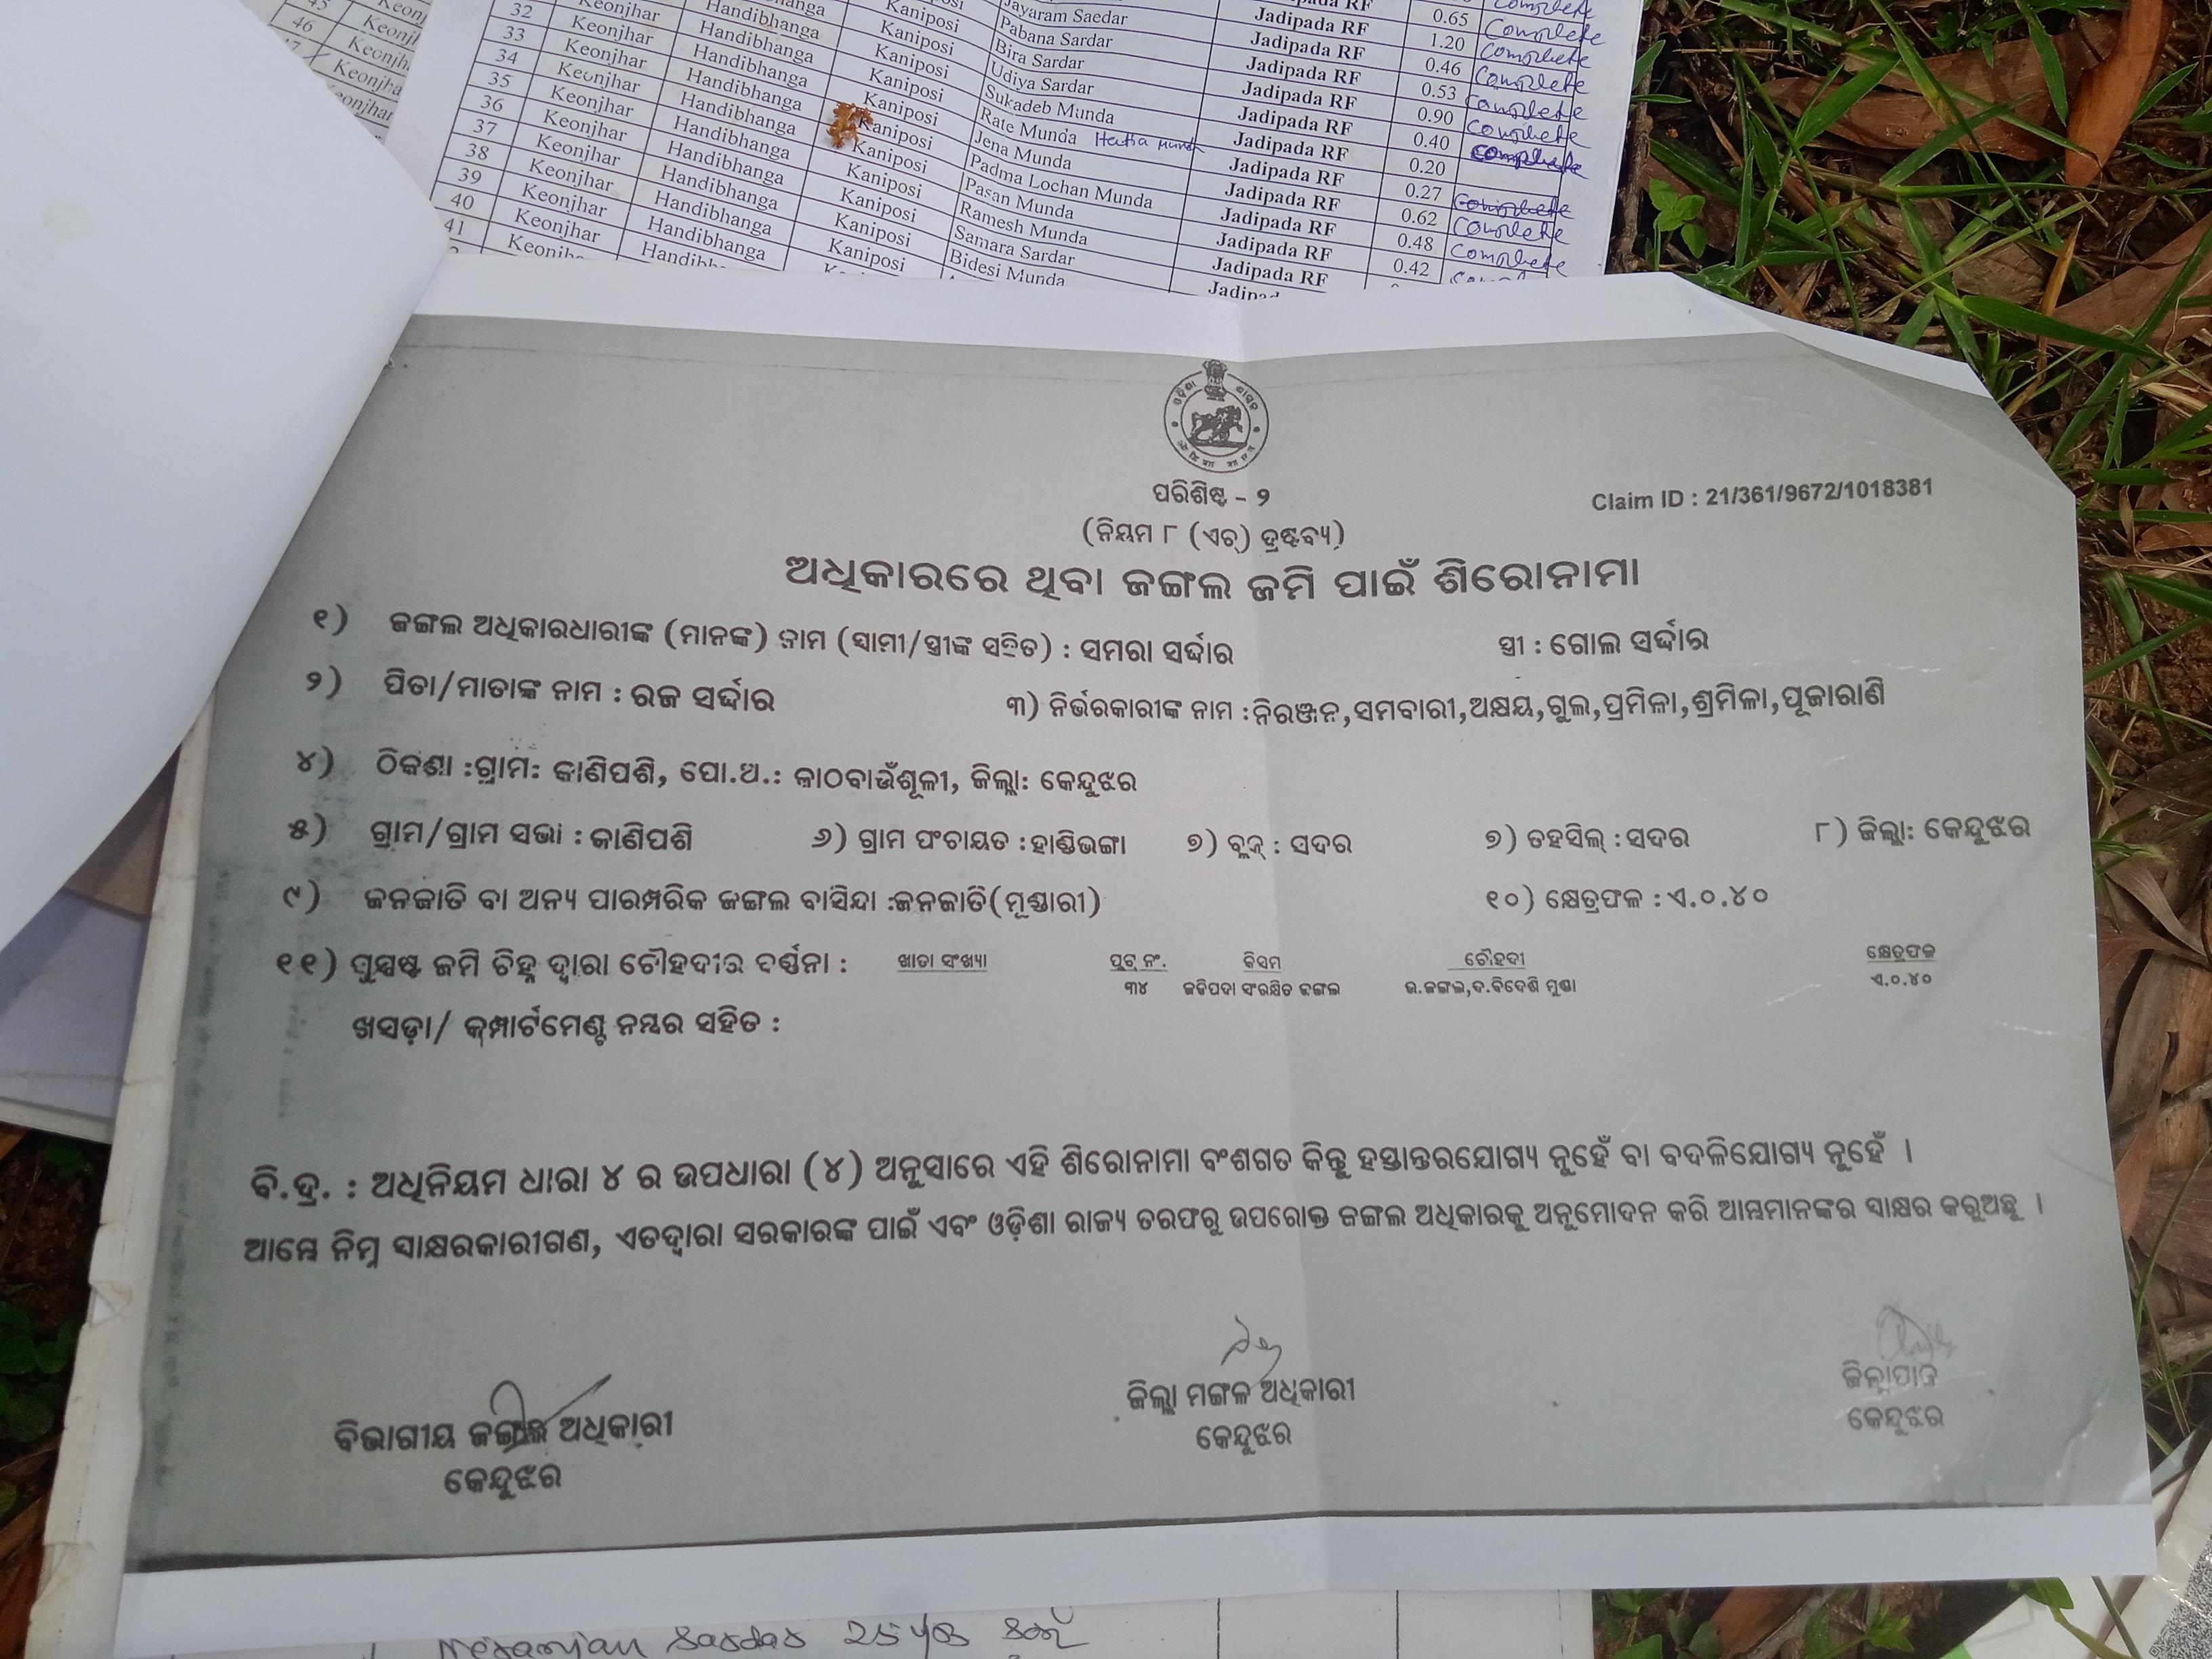 45 Keonj
46 Keonjh
47 Keonjha
Keonjhar
32 Keonjhar Handibhanga Kaniposi Jayaram Saedar Jadipada RF 0.65 Complete
33 Keonjhar Handibhanga Kaniposi Pabana Sardar Jadipada RF 1.20 Complete
34 Keonjhar Handibhanga Kaniposi Bira Sardar Jadipada RF 0.46 Complete
35 Keonjhar Handibhanga Kaniposi Udiya Sardar Jadipada RF 0.53 Complete
36 Keonjhar Handibhanga Kaniposi Sukadeb Munda Jadipada RF 0.90 Complete
37 Keonjhar Handibhanga Kaniposi Rate Munda Jadipada RF 0.40 Complete
38 Keonjhar Handibhanga Kaniposi Jena Munda Jadipada RF 0.20
39 Keonjhar Handibhanga Kaniposi Padma Lochan Munda Jadipada RF 0.27 Complete
40 Keonjhar Handibhanga Kaniposi Pasan Munda Jadipada RF 0.62 Complete
41 Keonjhar Handibhanga Kaniposi Ramesh Munda Jadipada RF 0.48 Complete
Samara Sardar Jadipada RF 0.42
Bidesi Munda
ପରିଶିଷ୍ଟ - ୨
Claim ID : 21/361/9672/1018381
(ନିୟମ ୮ (ଏଚ୍) ଦ୍ରଷ୍ଟବ୍ୟ)
ଅଧିକାରରେ ଥିବା ଜଙ୍ଗଲ ଜମି ପାଇଁ ଶିରୋନାମା
୧) ଜଙ୍ଗଲ ଅଧିକାରଧାରୀଙ୍କ (ମାନଙ୍କ) ନାମ (ସ୍ୱାମୀ/ସ୍ତ୍ରୀଙ୍କ ସହିତ) : ସମରା ସର୍ଦ୍ଦାର ସ୍ତ୍ରୀ : ଗୋଲ ସର୍ଦ୍ଦାର
୨) ପିତା/ମାତାଙ୍କ ନାମ : ରଜ ସର୍ଦ୍ଦାର ୩) ନିର୍ଭରକାରୀଙ୍କ ନାମ : ନିରଞ୍ଜନ,ସମବାରୀ,ଅକ୍ଷୟ,ଗୁଲ,ପ୍ରମିଳା,ଶ୍ରମିଳା,ପୂଜାରାଣି
୪) ଠିକଣା :ଗ୍ରାମ: କାଣିପଶି, ପୋ.ଅ.: କାଠବାଉଁଶୂଳୀ, ଜିଲ୍ଲା: କେନ୍ଦୁଝର
୫) ଗ୍ରାମ/ଗ୍ରାମ ସଭା : କାଣିପଶି ୬) ଗ୍ରାମ ପଂଚାୟତ : ହାଣ୍ଡିଭଙ୍ଗା ୭) ବ୍ଲକ୍ : ସଦର ୭) ତହସିଲ୍ : ସଦର ୮) ଜିଲ୍ଲା: କେନ୍ଦୁଝର
୯) ଜନଜାତି ବା ଅନ୍ୟ ପାରମ୍ପରିକ ଜଙ୍ଗଲ ବାସିନ୍ଦା :ଜନଜାତି(ମୁଣ୍ଡାରୀ) ୧୦) କ୍ଷେତ୍ରଫଳ : ଏ.୦.୪୦
୧୧) ସୁସ୍ପଷ୍ଟ ଜମି ଚିହ୍ନ ଦ୍ୱାରା ଚୌହଦୀର ବର୍ଣ୍ଣନା : ଖାତା ସଂଖ୍ୟା ପ୍ଲଟ୍ ନଂ. କିସମ ଚୌହଦୀ କ୍ଷେତ୍ରଫଳ
୩୪ ଜଡିପଦା ସଂରକ୍ଷିତ ଜଙ୍ଗଲ ଉ.ଜଙ୍ଗଲ,ଦ.ବିଦେଶି ମୁଣ୍ଡା ଏ.୦.୪୦
ଖସଡ଼ା/ କମ୍ପାର୍ଟମେଣ୍ଟ ନମ୍ବର ସହିତ :
ବି.ଦ୍ର. : ଅଧିନିୟମ ଧାରା ୪ ର ଉପଧାରା (୪) ଅନୁସାରେ ଏହି ଶିରୋନାମା ବଂଶଗତ କିନ୍ତୁ ହସ୍ତାନ୍ତରଯୋଗ୍ୟ ନୁହେଁ ବା ବଦଳିଯୋଗ୍ୟ ନୁହେଁ ।
ଆମ୍ଭେ ନିମ୍ନ ସାକ୍ଷରକାରୀଗଣ, ଏତଦ୍ୱାରା ସରକାରଙ୍କ ପାଇଁ ଏବଂ ଓଡ଼ିଶା ରାଜ୍ୟ ତରଫରୁ ଉପରୋକ୍ତ ଜଙ୍ଗଲ ଅଧିକାରକୁ ଅନୁମୋଦନ କରି ଆମ୍ଭମାନଙ୍କର ସାକ୍ଷର କରୁଅଛୁ ।
ବିଭାଗୀୟ ଜଙ୍ଗଲ ଅଧିକାରୀ ଜିଲ୍ଲା ମଙ୍ଗଳ ଅଧିକାରୀ ଜିଲ୍ଲାପାଳ
କେନ୍ଦୁଝର କେନ୍ଦୁଝର କେନ୍ଦୁଝର
Niranjan Sardar 25